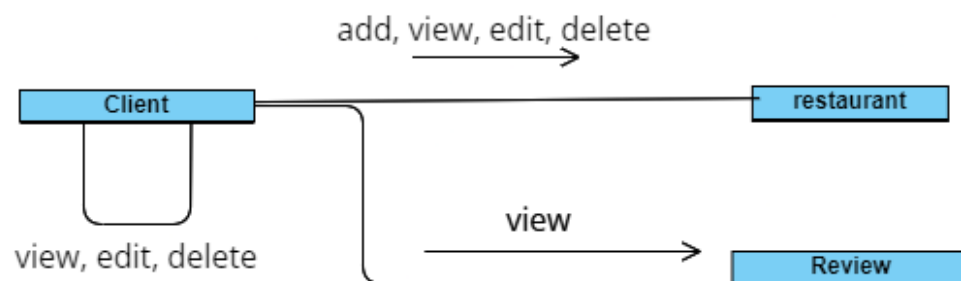 add, view, edit, delete
Client
restaurant
view
view, edit, delete
Review